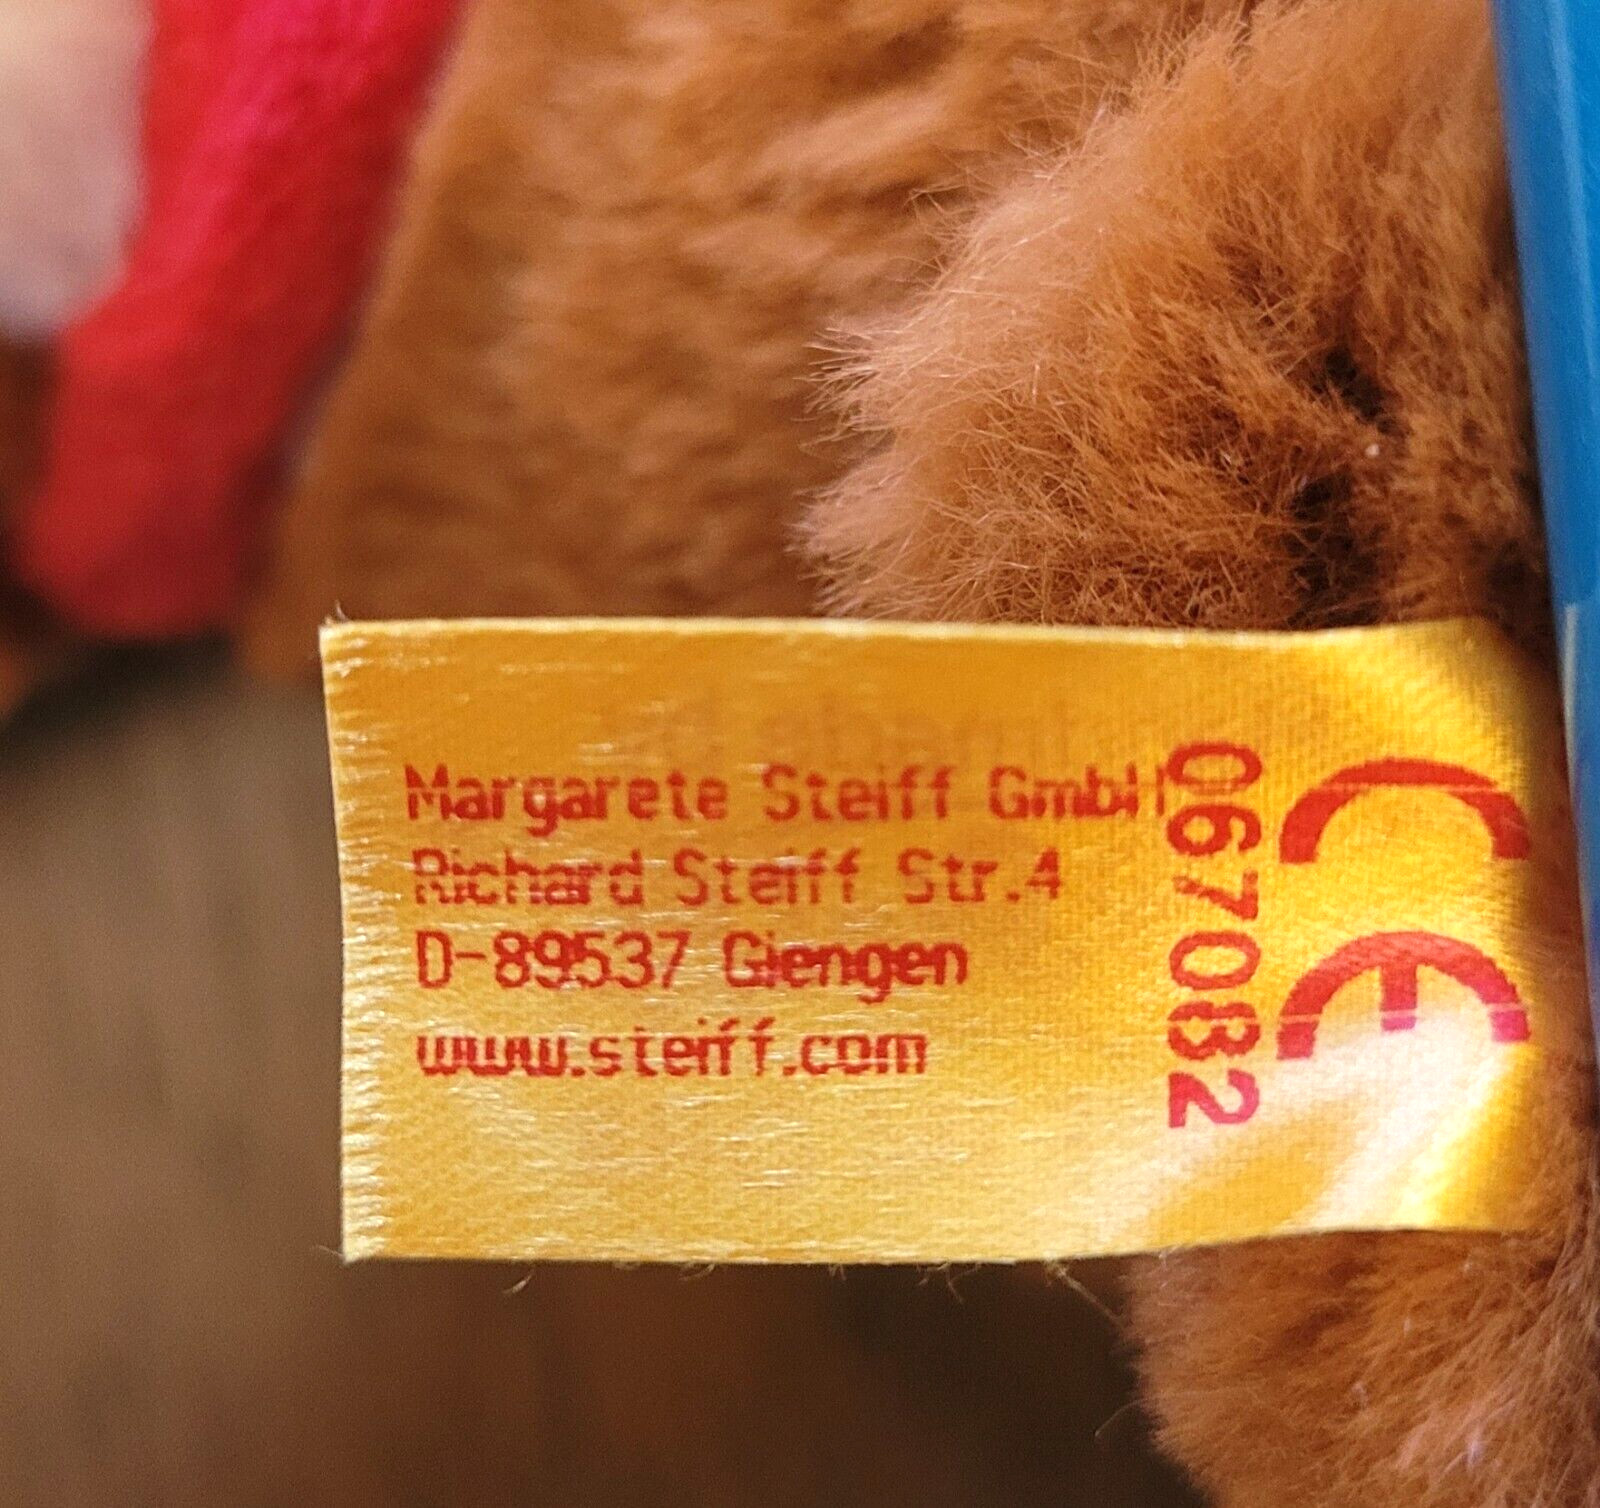 Margarete Steiff GmbH
Richard Steiff Str.4
D-89537 Giengen
www.steiff.com
067082
CE